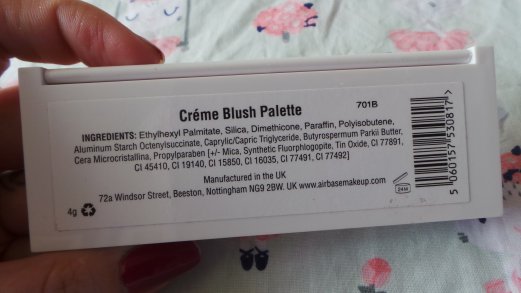 Créme Blush Palette
701B
INGREDIENTS: Ethylhexyl Palmitate, Silica, Dimethicone, Paraffin, Polyisobutene,
Aluminum Starch Octenylsuccinate, Caprylic/Capric Triglyceride, Butyrospermum Parkii Butter,
Cera Microcristallina, Propylparaben [+/- Mica, Synthetic Fluorphlogopite, Tin Oxide, CI 77891,
CI 45410, CI 19140, CI 15850, CI 16035, CI 77491, CI 77492]
Manufactured in the UK
72a Windsor Street, Beeston, Nottingham NG9 2BW. UK www.airbasemakeup.com
4g
24M
5 060157 530817 >